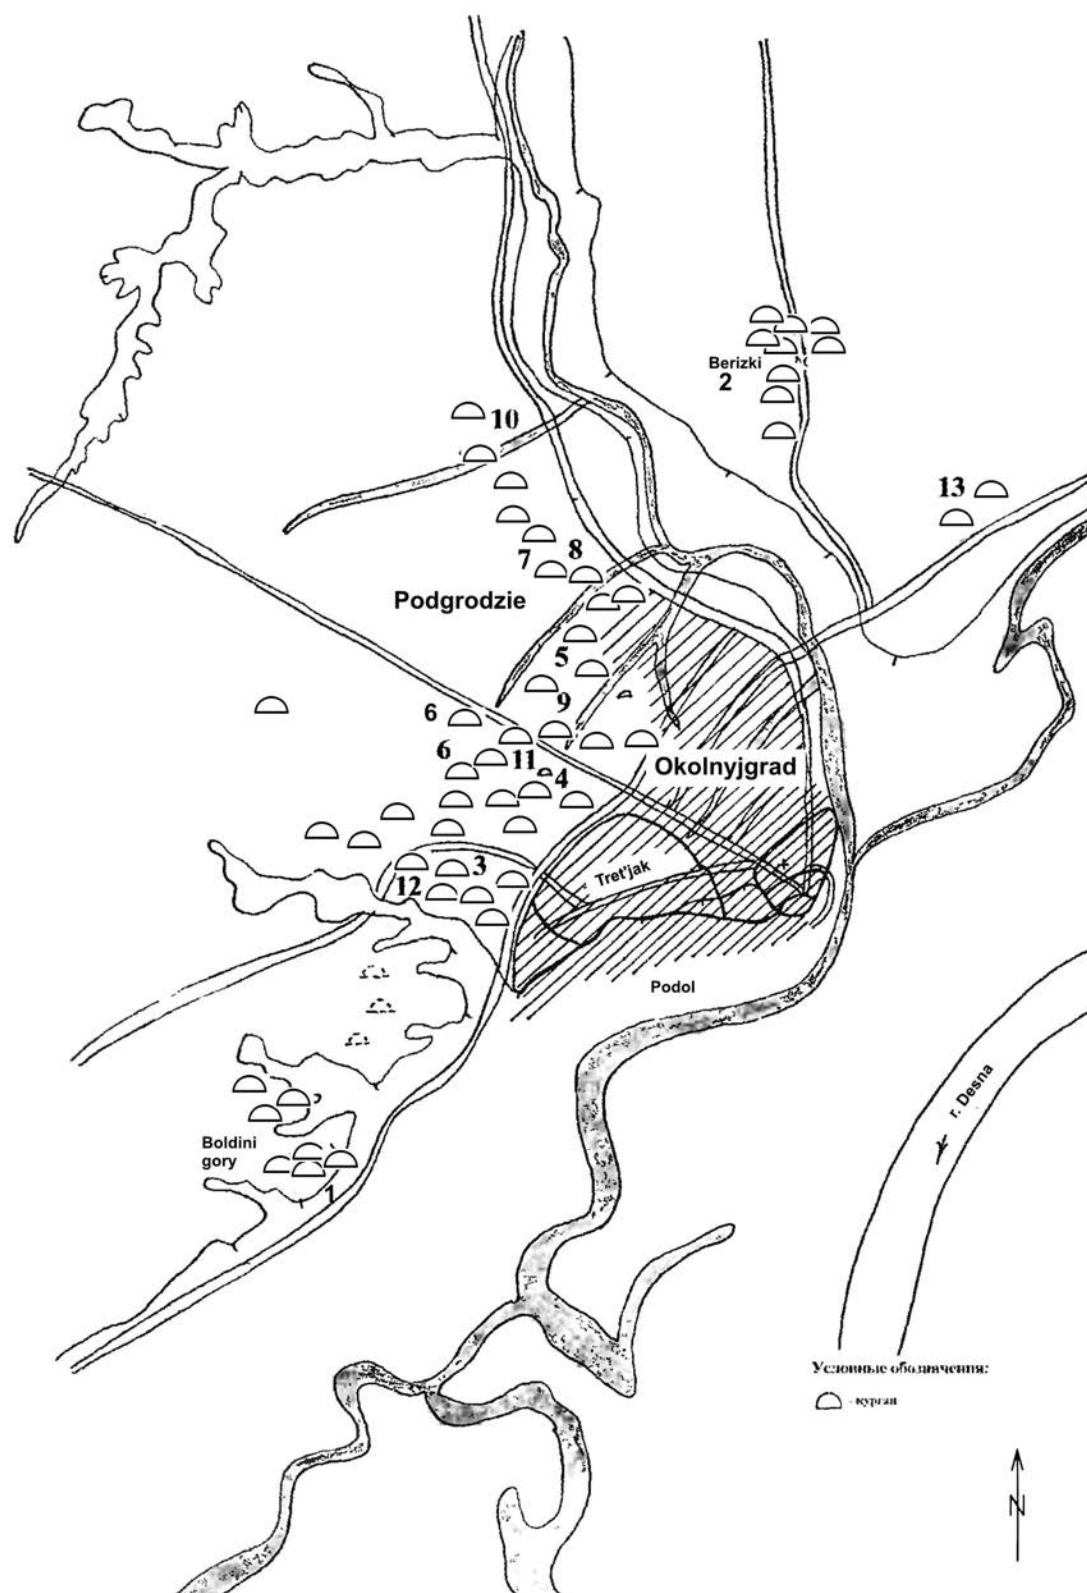 Berizki
2
10
13
7
8
Podgrodzie
5
9
6
6
11
4
Okolnyjgrad
3
12
Tret'jak
Podol
r. Desna
Boldini
gory
1
Условные обозначения:
- курган
N